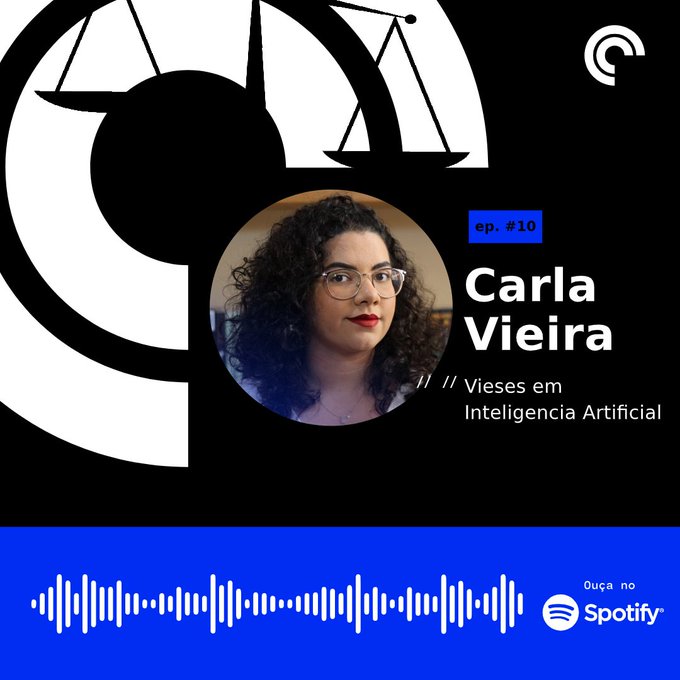 ep. #10
Carla
Vieira
// // Vieses em
Inteligencia Artificial
Ouça no
Spotify®